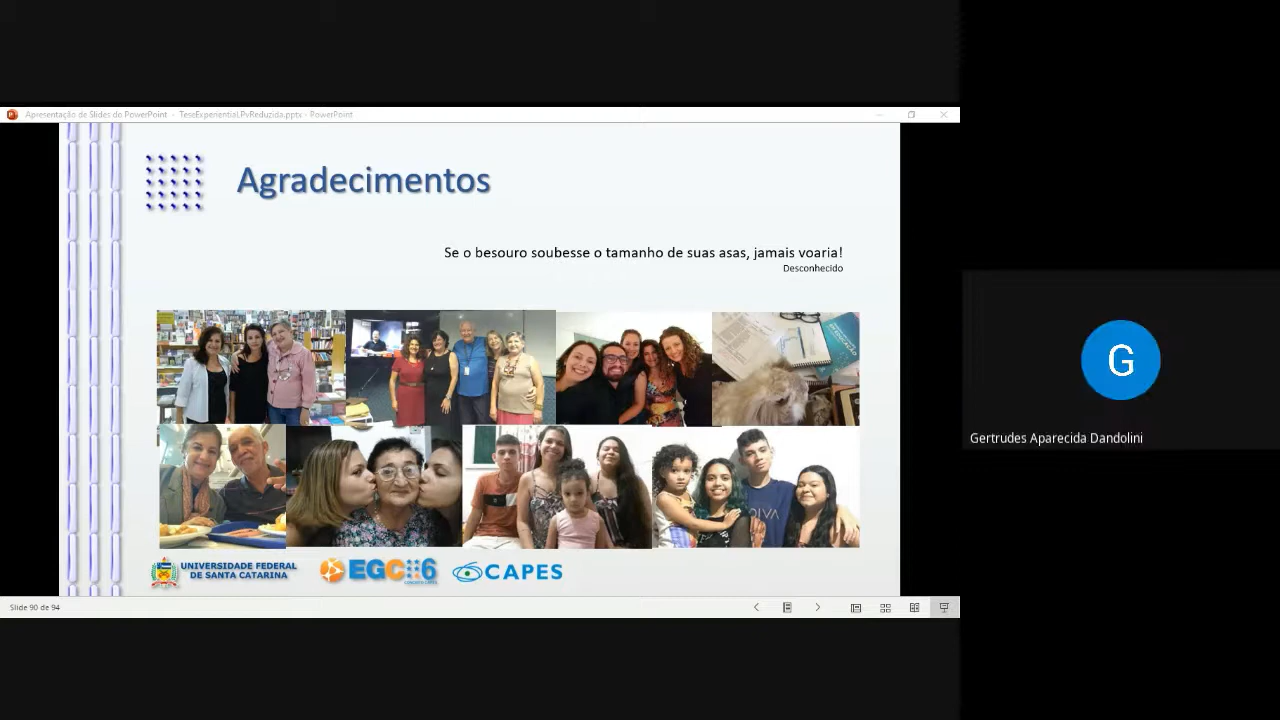 Apresentação de Slides do PowerPoint - TeseExperiential.PvReduzida.pptx - PowerPoint
Agradecimentos
Se o besouro soubesse o tamanho de suas asas, jamais voaria!
Desconhecido
UNIVERSIDADE FEDERAL
DE SANTA CATARINA
EGC
6
CAPES
Slide 90 de 94
G
Gertrudes Aparecida Dandolini